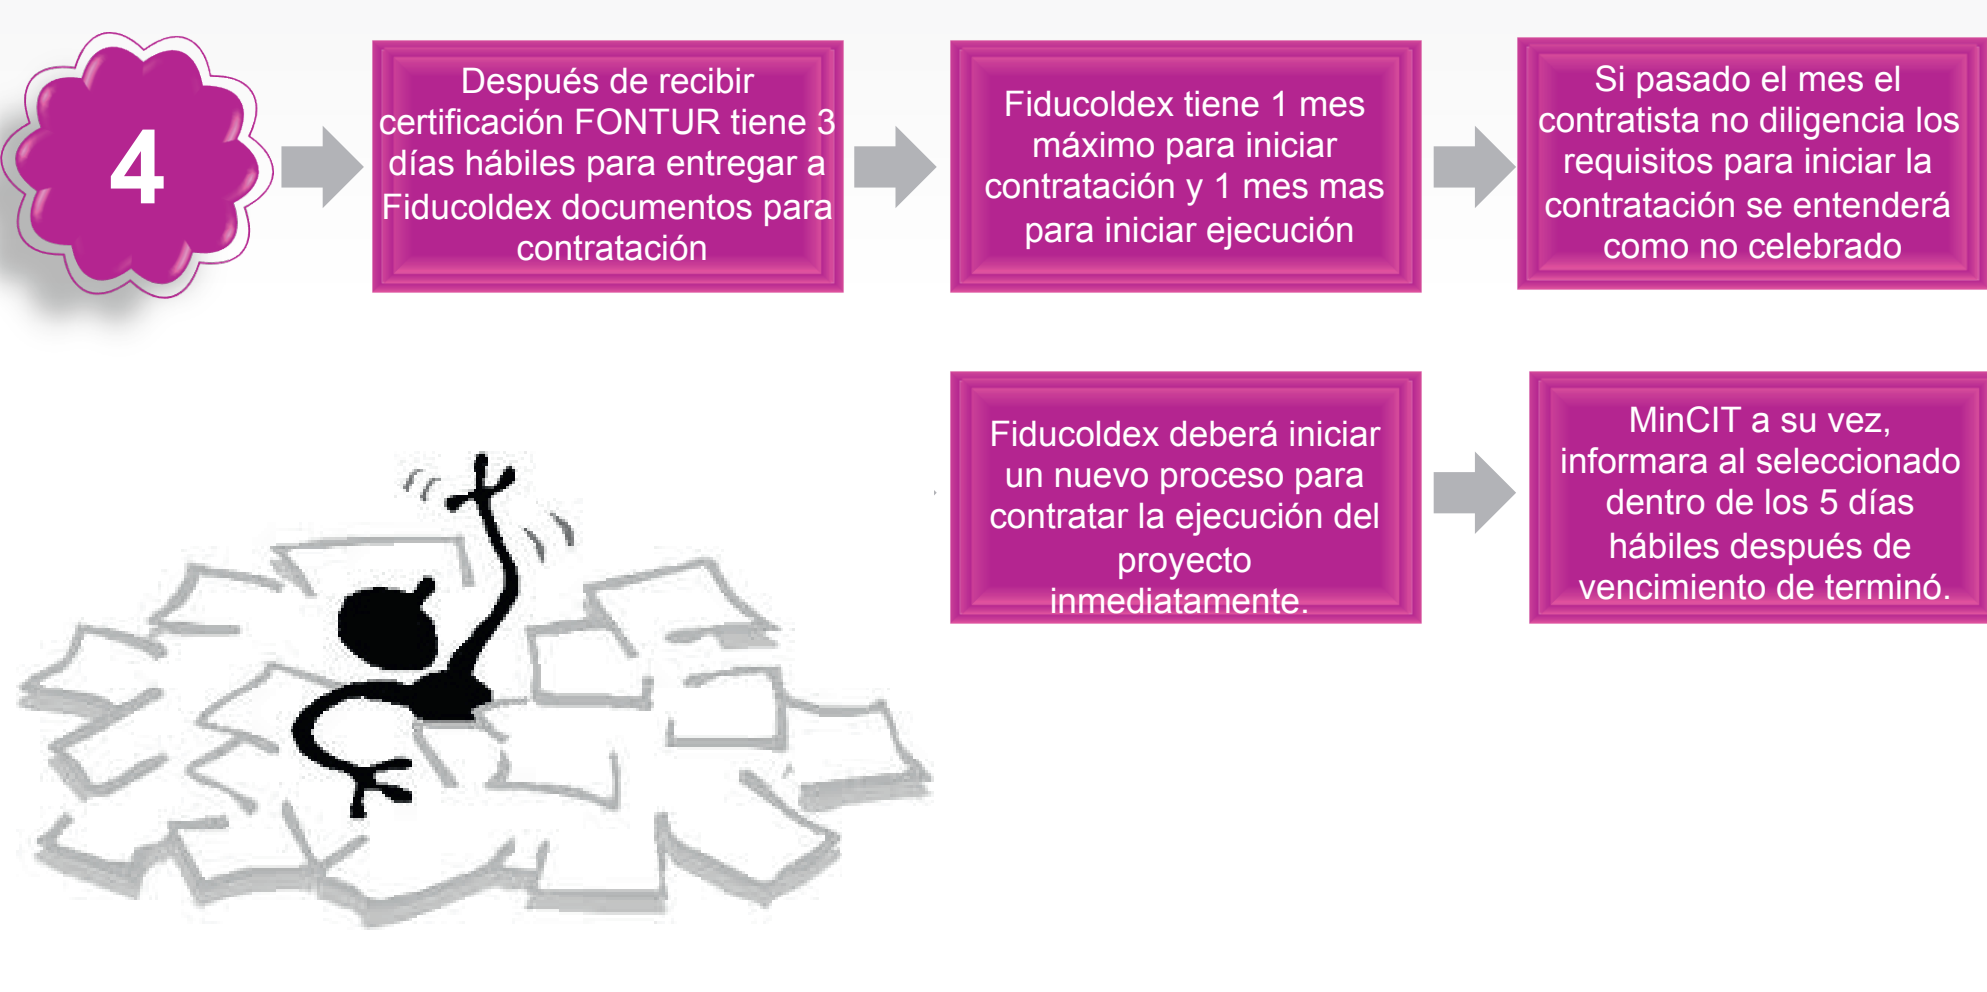 4
Después de recibir
certificación FONTUR tiene 3
días hábiles para entregar a
Fiducoldex documentos para
contratación
Fiducoldex tiene 1 mes
máximo para iniciar
contratación y 1 mes mas
para iniciar ejecución
Si pasado el mes el
contratista no diligencia los
requisitos para iniciar la
contratación se entenderá
como no celebrado
Fiducoldex deberá iniciar
un nuevo proceso para
contratar la ejecución del
proyecto
inmediatamente.
MinCIT a su vez,
informara al seleccionado
dentro de los 5 días
hábiles después de
vencimiento de terminó.